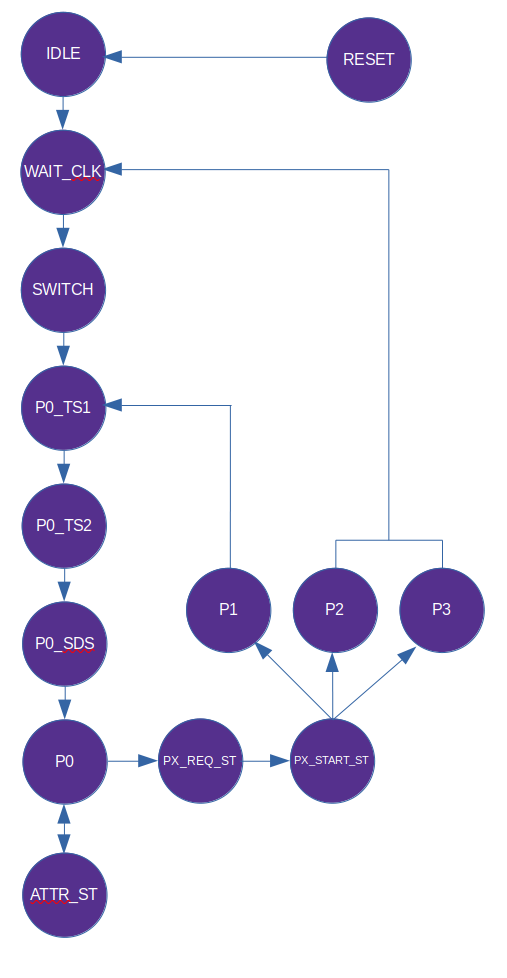 IDLE
RESET
WAIT_CLK
SWITCH
P0_TS1
P0_TS2
P1
P2
P3
P0_SDS
P0
PX_REQ_ST
PX_START_ST
ATTR_ST